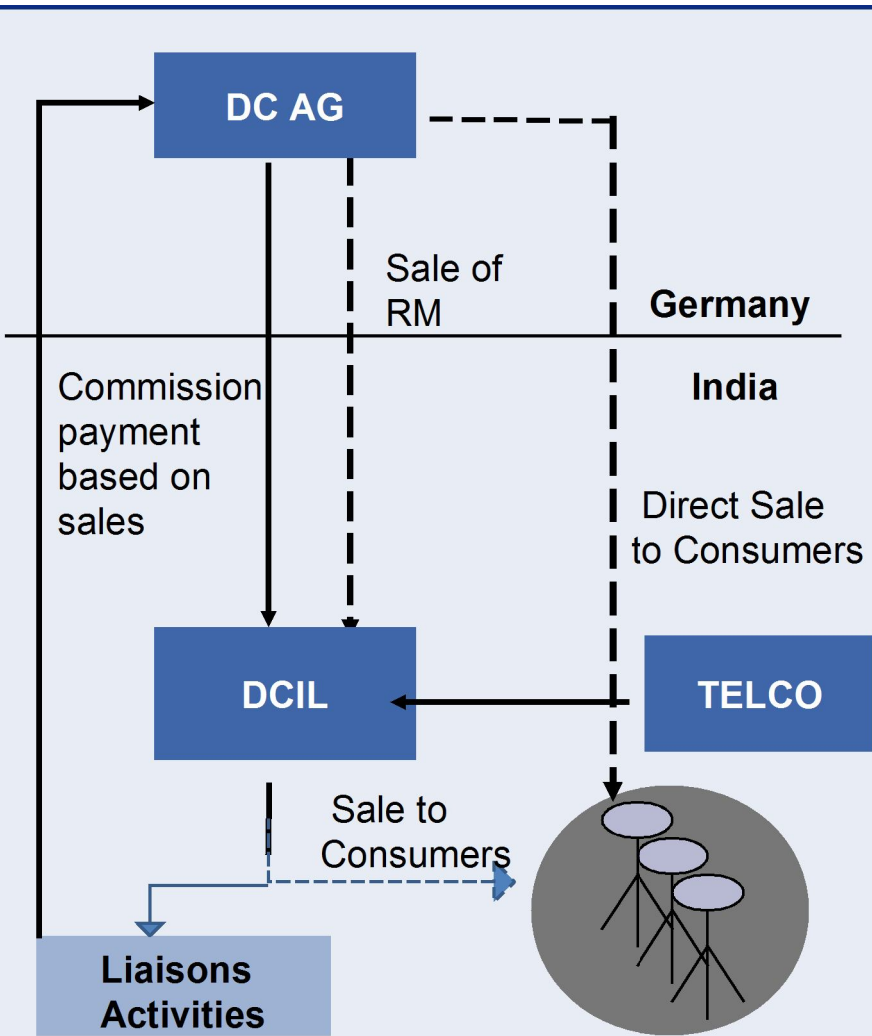 DC AG
Sale of
RM
Germany
India
Commission
payment
based on
sales
Direct Sale
to Consumers
DCIL
TELCO
Sale to
Consumers
Liaisons
Activities